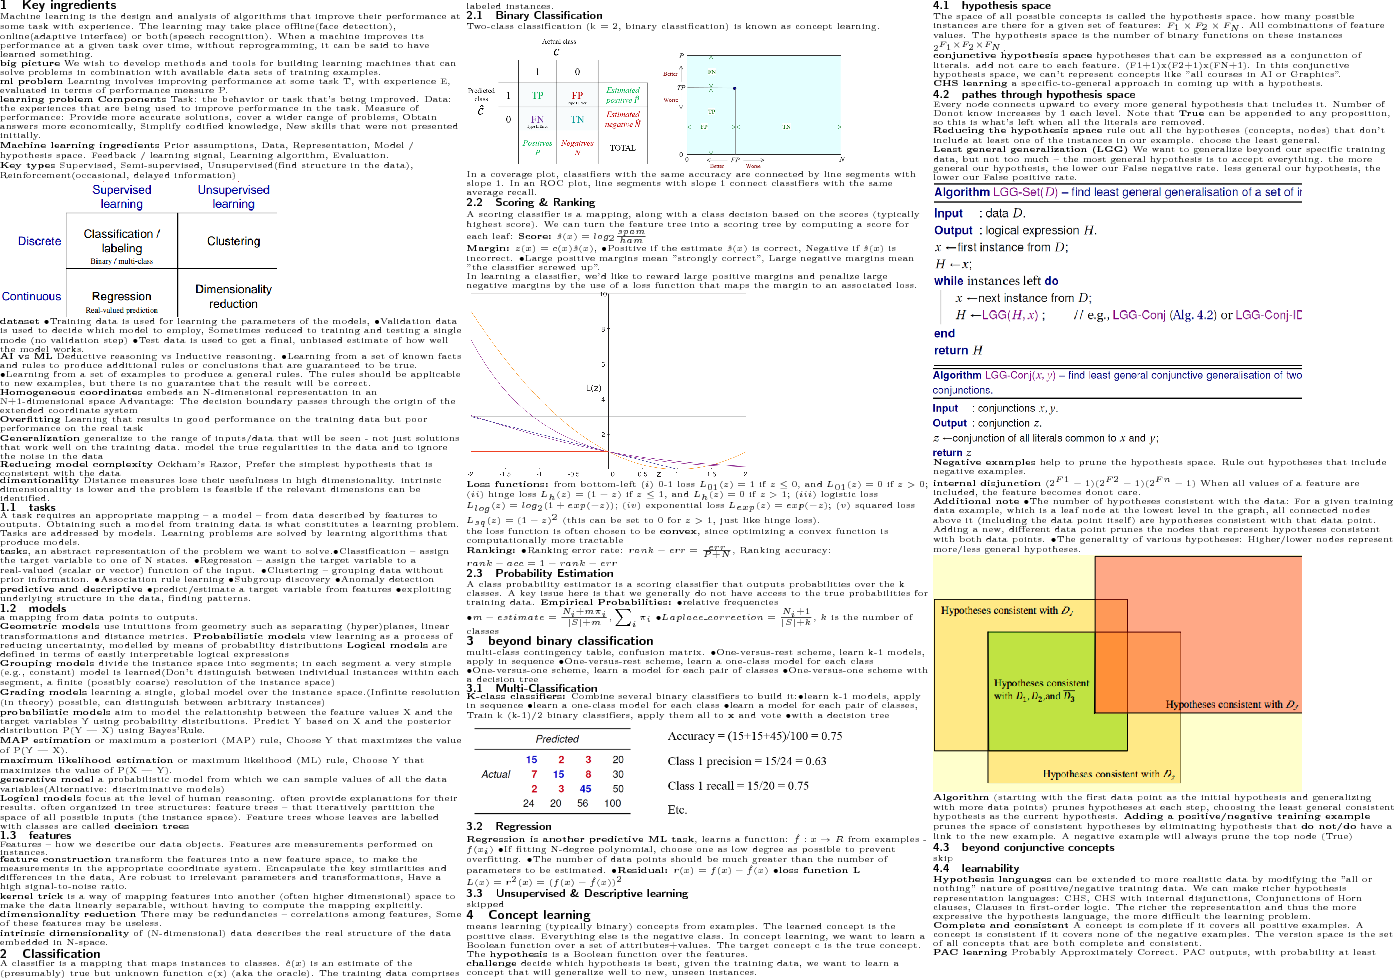 1 Key ingredients
Machine learning is the design and analysis of algorithms that improve their performance at
some task with experience. The learning may take place offline(face detection),
online(adaptive interface) or both(speech recognition). When a machine improves its
performance at a given task over time, without reprogramming, it can be said to have
learned something.
big picture We wish to develop methods and tools for building learning machines that can
solve problems in combination with available data sets of training examples.
ml problem Learning involves improving performance at some task T, with experience E,
evaluated in terms of performance measure P.
learning problem Components Task: the behavior or task that's being improved. Data:
the experiences that are being used to improve performance in the task. Measure of
performance: Provide more accurate solutions, cover a wider range of problems, Obtain
answers more economically, Simplify codified knowledge, New skills that were not presented
initially.
Machine learning ingredients Prior assumptions, Data, Representation, Model /
hypothesis space. Feedback / learning signal, Learning algorithm, Evaluation.
Key types Supervised, Semi-supervised, Unsupervised(find structure in the data),
Reinforcement(occasional, delayed information)
Supervised learning
Unsupervised learning
Discrete
Classification / labeling
Binary / multi-class
Clustering
Continuous
Regression
Real-valued prediction
Dimensionality reduction
dataset •Training data is used for learning the parameters of the models, •Validation data
is used to decide which model to employ, Sometimes reduced to training and testing a single
mode (no validation step) •Test data is used to get a final, unbiased estimate of how well
the model works.
AI vs ML Deductive reasoning vs Inductive reasoning. •Learning from a set of known facts
and rules to produce additional rules or conclusions that are guaranteed to be true.
•Learning from a set of examples to produce a general rules. The rules should be applicable
to new examples, but there is no guarantee that the result will be correct.
Homogeneous coordinates embeds an N-dimensional representation in an
N+1-dimensional space Advantage: The decision boundary passes through the origin of the
extended coordinate system
Overfitting Learning that results in good performance on the training data but poor
performance on the real task
Generalization generalize to the range of inputs/data that will be seen - not just solutions
that work well on the training data. model the true regularities in the data and to ignore
the noise in the data
Reducing model complexity Ockham's Razor, Prefer the simplest hypothesis that is
consistent with the data
dimentionality Distance measures lose their usefulness in high dimensionality. intrinsic
dimensionality is lower and the problem is feasible if the relevant dimensions can be
identified.
1.1 tasks
A task requires an appropriate mapping – a model – from data described by features to
outputs. Obtaining such a model from training data is what constitutes a learning problem.
Tasks are addressed by models. Learning problems are solved by learning algorithms that
produce models.
tasks, an abstract representation of the problem we want to solve.•Classification – assign
the target variable to one of N states. •Regression – assign the target variable to a
real-valued (scalar or vector) function of the input. •Clustering – grouping data without
prior information. •Association rule learning •Subgroup discovery •Anomaly detection
predictive and descriptive •predict/estimate a target variable from features •exploiting
underlying structure in the data, finding patterns.
1.2 models
a mapping from data points to outputs.
Geometric models use intuitions from geometry such as separating (hyper)planes, linear
transformations and distance metrics. Probabilistic models view learning as a process of
reducing uncertainty, modelled by means of probability distributions Logical models are
defined in terms of easily interpretable logical expressions
Grouping models divide the instance space into segments; in each segment a very simple
(e.g., constant) model is learned(Don't distinguish between individual instances within each
segment, a finite (possibly coarse) resolution of the instance space)
Grading models learning a single, global model over the instance space.(Infinite resolution
(in theory) possible, can distinguish between arbitrary instances)
probabilistic models aim to model the relationship between the feature values X and the
target variables Y using probability distributions. Predict Y based on X and the posterior
distribution P(Y — X) using Bayes'Rule.
MAP estimation or maximum a posteriori (MAP) rule, Choose Y that maximizes the value
of P(Y — X).
maximum likelihood estimation or maximum likelihood (ML) rule, Choose Y that
maximizes the value of P(X — Y).
generative model a probabilistic model from which we can sample values of all the data
variables(Alternative: discriminative models)
Logical models focus at the level of human reasoning. often provide explanations for their
results. often organized in tree structures: feature trees – that iteratively partition the
space of all possible inputs (the instance space). Feature trees whose leaves are labelled
with classes are called decision trees
1.3 features
Features – how we describe our data objects. Features are measurements performed on
instances.
feature construction transform the features into a new feature space, to make the
measurements in the appropriate coordinate system. Encapsulate the key similarities and
differences in the data, Are robust to irrelevant parameters and transformations, Have a
high signal-to-noise ratio.
kernel trick is a way of mapping features into another (often higher dimensional) space to
make the data linearly separable, without having to compute the mapping explicitly.
dimensionality reduction There may be redundancies – correlations among features, Some
of these features may be useless.
intrinsic dimensionality of (N-dimensional) data describes the real structure of the data
embedded in N-space.
2 Classification
A classifier is a mapping that maps instances to classes. ĉ(x) is an estimate of the
(presumably) true but unknown function c(x) (aka the oracle). The training data comprises
labeled instances.
2.1 Binary Classification
Two-class classification (k = 2, binary classification) is known as concept learning.
Actual class
C
1 0
Predicted class
Ĉ
1 TP FP Estimated positive P̂
0 FN TN Estimated negative N̂
Positives P Negatives N TOTAL
P
Better
TP
Worse
0
FN
TP
TN
FP
Better
Worse
N
In a coverage plot, classifiers with the same accuracy are connected by line segments with
slope 1. In an ROC plot, line segments with slope 1 connect classifiers with the same
average recall.
2.2 Scoring & Ranking
A scoring classifier is a mapping, along with a class decision based on the scores (typically
highest score). We can turn the feature tree into a scoring tree by computing a score for
each leaf: Score: ŝ(x) = log2 spam/ham
Margin: z(x) = c(x)ŝ(x), •Positive if the estimate ŝ(x) is correct, Negative if ŝ(x) is
incorrect. •Large positive margins mean "strongly correct", Large negative margins mean
"the classifier screwed up".
In learning a classifier, we'd like to reward large positive margins and penalize large
negative margins by the use of a loss function that maps the margin to an associated loss.
10
8
6
L(z)
4
2
-2 -1.5 -1 -0.5 0 0.5 z 1 1.5 2
Loss functions: from bottom-left (i) 0-1 loss L01(z) = 1 if z ≤ 0, and L01(z) = 0 if z > 0;
(ii) hinge loss Lh(z) = (1 − z) if z ≤ 1, and Lh(z) = 0 if z > 1; (iii) logistic loss
Llog(z) = log2(1 + exp(−z)); (iv) exponential loss Lexp(z) = exp(−z); (v) squared loss
Lsq(z) = (1 − z)² (this can be set to 0 for z > 1, just like hinge loss).
the loss function is often chosen to be convex, since optimizing a convex function is
computationally more tractable
Ranking: •Ranking error rate: rank − err = err/P+N, Ranking accuracy:
rank − acc = 1 − rank − err
2.3 Probability Estimation
A class probability estimator is a scoring classifier that outputs probabilities over the k
classes. A key issue here is that we generally do not have access to the true probabilities for
training data. Empirical Probabilities: •relative frequencies
•m − estimate = Ni+mπi/|S|+m, ∑i πi •Laplace_correction = Ni+1/|S|+k, k is the number of
classes
3 beyond binary classification
multi-class contingency table, confusion matrix. •One-versus-rest scheme, learn k-1 models,
apply in sequence •One-versus-rest scheme, learn a one-class model for each class
•One-versus-one scheme, learn a model for each pair of classes •One-versus-one scheme with
a decision tree
3.1 Multi-Classification
K-class classifiers: Combine several binary classifiers to build it:•learn k-1 models, apply
in sequence •learn a one-class model for each class •learn a model for each pair of classes,
Train k (k-1)/2 binary classifiers, apply them all to x and vote •with a decision tree
Predicted
15 2 3 20
Actual 7 15 8 30
2 3 45 50
24 20 56 100
Accuracy = (15+15+45)/100 = 0.75
Class 1 precision = 15/24 = 0.63
Class 1 recall = 15/20 = 0.75
Etc.
3.2 Regression
Regression is another predictive ML task, learns a function: f̂ : x → R from examples -
f(xi) •If fitting N-degree polynomial, choose one as low degree as possible to prevent
overfitting. •The number of data points should be much greater than the number of
parameters to be estimated. •Residual: r(x) = f(x) − f̂(x) •loss function L
L(x) = r²(x) = (f(x) − f̂(x))²
3.3 Unsupervised & Descriptive learning
skipped
4 Concept learning
means learning (typically binary) concepts from examples. The learned concept is the
positive class. Everything else is the negative class. In concept learning, we want to learn a
Boolean function over a set of attributes+values. The target concept c is the true concept.
The hypothesis is a Boolean function over the features.
challenge decide which hypothesis is best, given the training data, we want to learn a
concept that will generalize well to new, unseen instances.
4.1 hypothesis space
The space of all possible concepts is called the hypothesis space. how many possible
instances are there for a given set of features: F1 × F2 × FN. All combinations of feature
values. The hypothesis space is the number of binary functions on these instances
2^F1×F2×FN.
conjunctive hypothesis space hypotheses that can be expressed as a conjunction of
literals. add not care to each feature. (F1+1)x(F2+1)x(FN+1). In this conjunctive
hypothesis space, we can't represent concepts like "all courses in AI or Graphics".
CHS learning a specific-to-general approach in coming up with a hypothesis.
4.2 pathes through hypothesis space
Every node connects upward to every more general hypothesis that includes it. Number of
Donot know increases by 1 each level. Note that True can be appended to any proposition,
so this is what's left when all the literals are removed.
Reducing the hypothesis space rule out all the hypotheses (concepts, nodes) that don't
include at least one of the instances in our example. choose the least general.
Least general generalization (LGG) We want to generalize beyond our specific training
data, but not too much – the most general hypothesis is to accept everything. the more
general our hypothesis, the lower our False negative rate. less general our hypothesis, the
lower our False positive rate.
Algorithm LGG-Set(D) – find least general generalisation of a set of in
Input : data D.
Output : logical expression H.
x ←first instance from D;
H ←x;
while instances left do
x ←next instance from D;
H ←LGG(H, x) ; // e.g., LGG-Conj (Alg. 4.2) or LGG-Conj-ID
end
return H
Algorithm LGG-Conj(x, y) – find least general conjunctive generalisation of two
conjunctions.
Input : conjunctions x, y.
Output : conjunction z.
z ←conjunction of all literals common to x and y;
return z
Negative examples help to prune the hypothesis space. Rule out hypotheses that include
negative examples.
internal disjunction (2^F1 − 1)(2^F2 − 1)(2^Fn − 1) When all values of a feature are
included, the feature becomes donot care.
Additional note •The number of hypotheses consistent with the data: For a given training
data example, which is a leaf node at the lowest level in the graph, all connected nodes
above it (including the data point itself) are hypotheses consistent with that data point.
Adding a new, different data point prunes the nodes that represent hypotheses consistent
with both data points. •The generality of various hypotheses: Higher/lower nodes represent
more/less general hypotheses.
Hypotheses consistent with D1
Hypotheses consistent
with D1, D2, and D3
Hypotheses consistent with D3
Hypotheses consistent with D2
Algorithm (starting with the first data point as the initial hypothesis and generalizing
with more data points) prunes hypotheses at each step, choosing the least general consistent
hypothesis as the current hypothesis. Adding a positive/negative training example
prunes the space of consistent hypotheses by eliminating hypothesis that do not/do have a
link to the new example. A negative example will always prune the top node (True)
4.3 beyond conjunctive concepts
skip
4.4 learnability
Hypothesis languages can be extended to more realistic data by modifying the "all or
nothing" nature of positive/negative training data. We can make richer hypothesis
representation languages: CHS, CHS with internal disjunctions, Conjunctions of Horn
clauses, Clauses in first-order logic. The richer the representation and thus the more
expressive the hypothesis language, the more difficult the learning problem.
Complete and consistent A concept is complete if it covers all positive examples. A
concept is consistent if it covers none of the negative examples. The version space is the set
of all concepts that are both complete and consistent.
PAC learning Probably Approximately Correct. PAC outputs, with probability at least